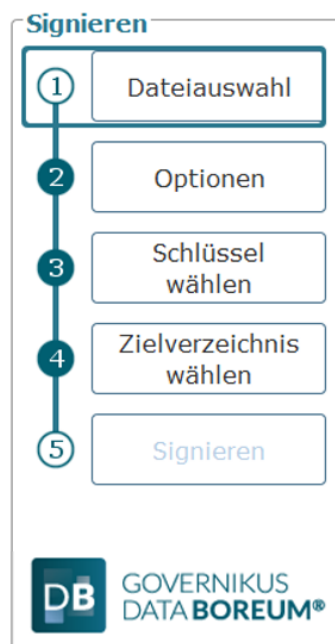 Signieren
1 Dateiauswahl
2 Optionen
3 Schlüssel
wählen
4 Zielverzeichnis
wählen
5 Signieren
DB GOVERNIKUS
DATA BOREUM®